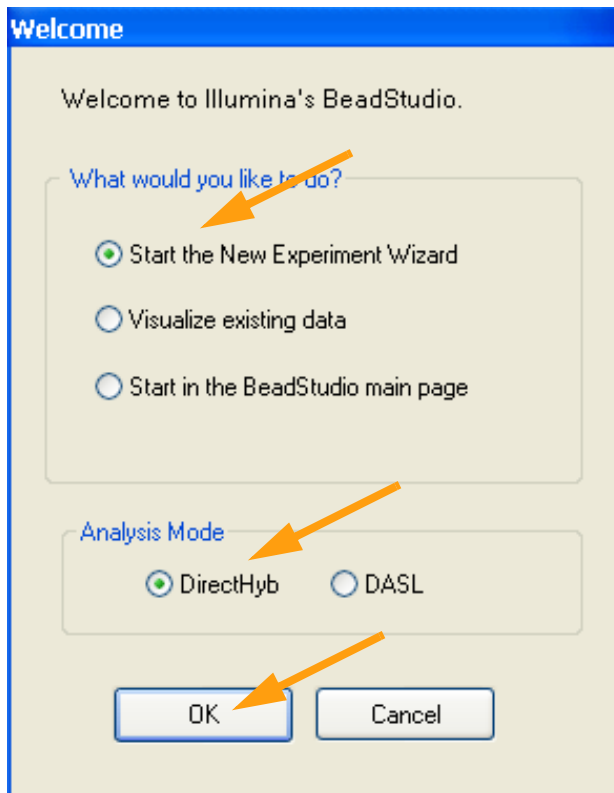 Welcome
Welcome to Illumina's BeadStudio.
What would you like to do?
Start the New Experiment Wizard
Visualize existing data
Start in the BeadStudio main page
Analysis Mode
DirectHyb DASL
OK Cancel